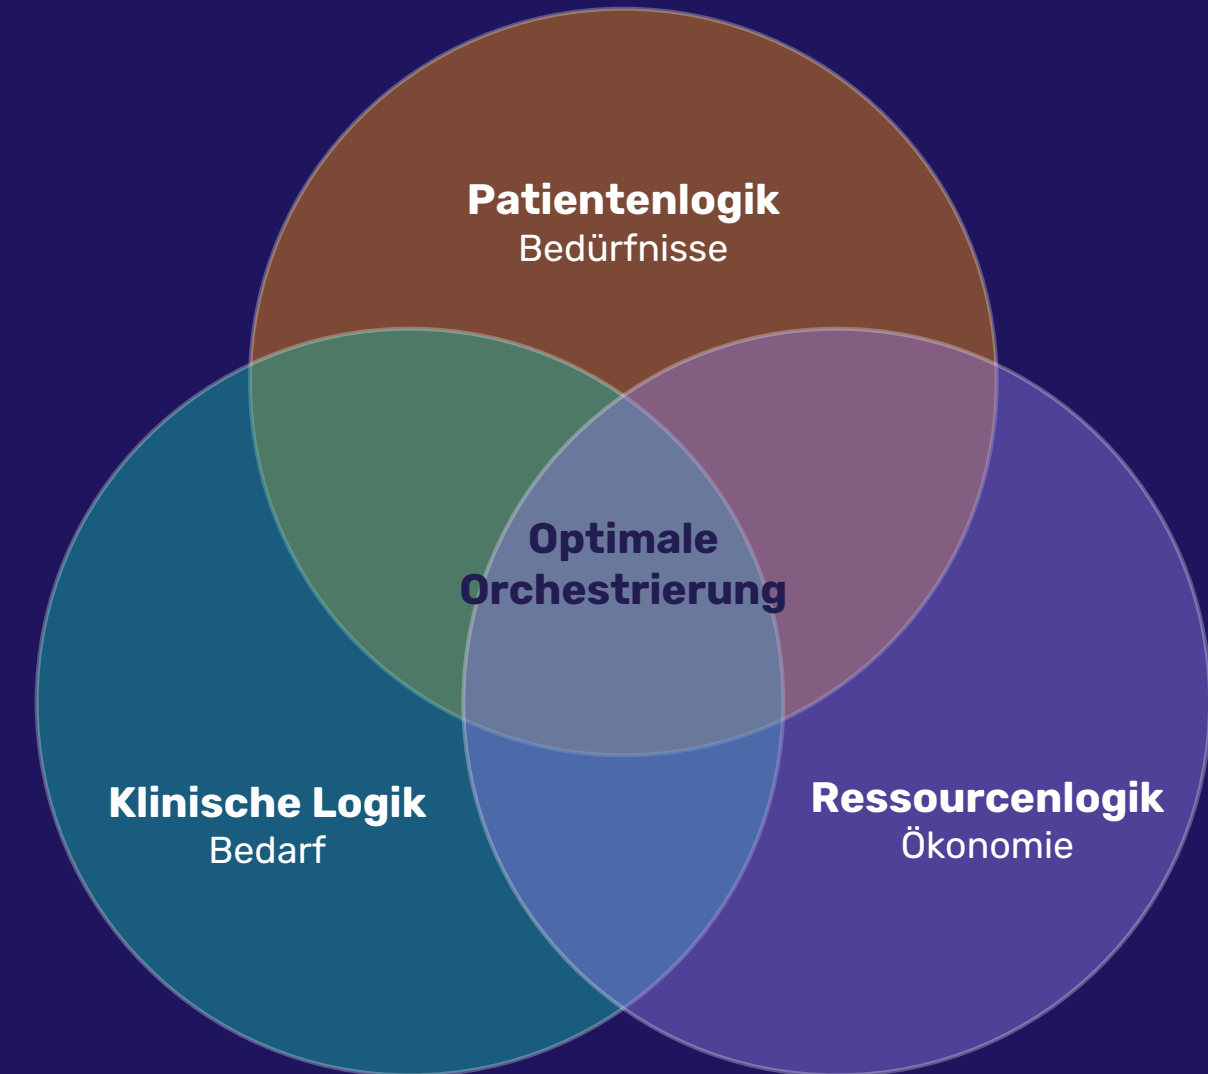 Patientenlogik
Bedürfnisse
Optimale
Orchestrierung
Klinische Logik
Bedarf
Ressourcenlogik
Ökonomie